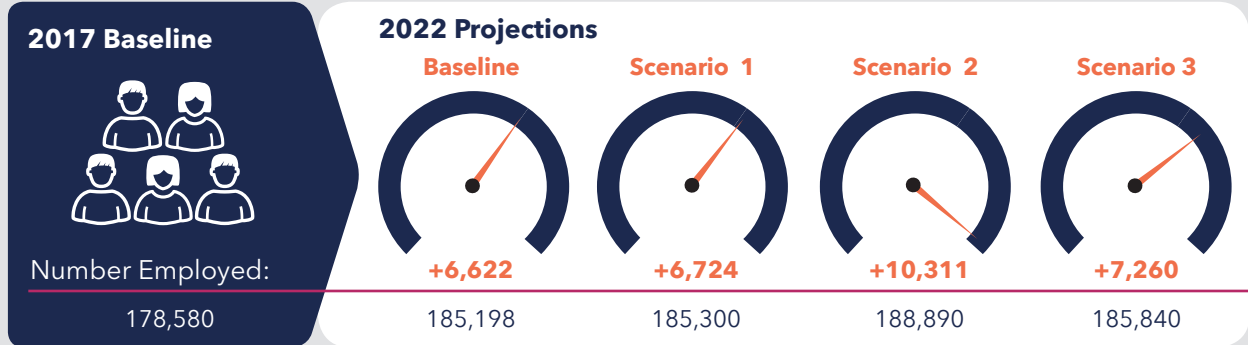 2017 Baseline
Number Employed:
178,580
2022 Projections
Baseline
Scenario 1
Scenario 2
Scenario 3
+6,622
+6,724
+10,311
+7,260
185,198
185,300
188,890
185,840